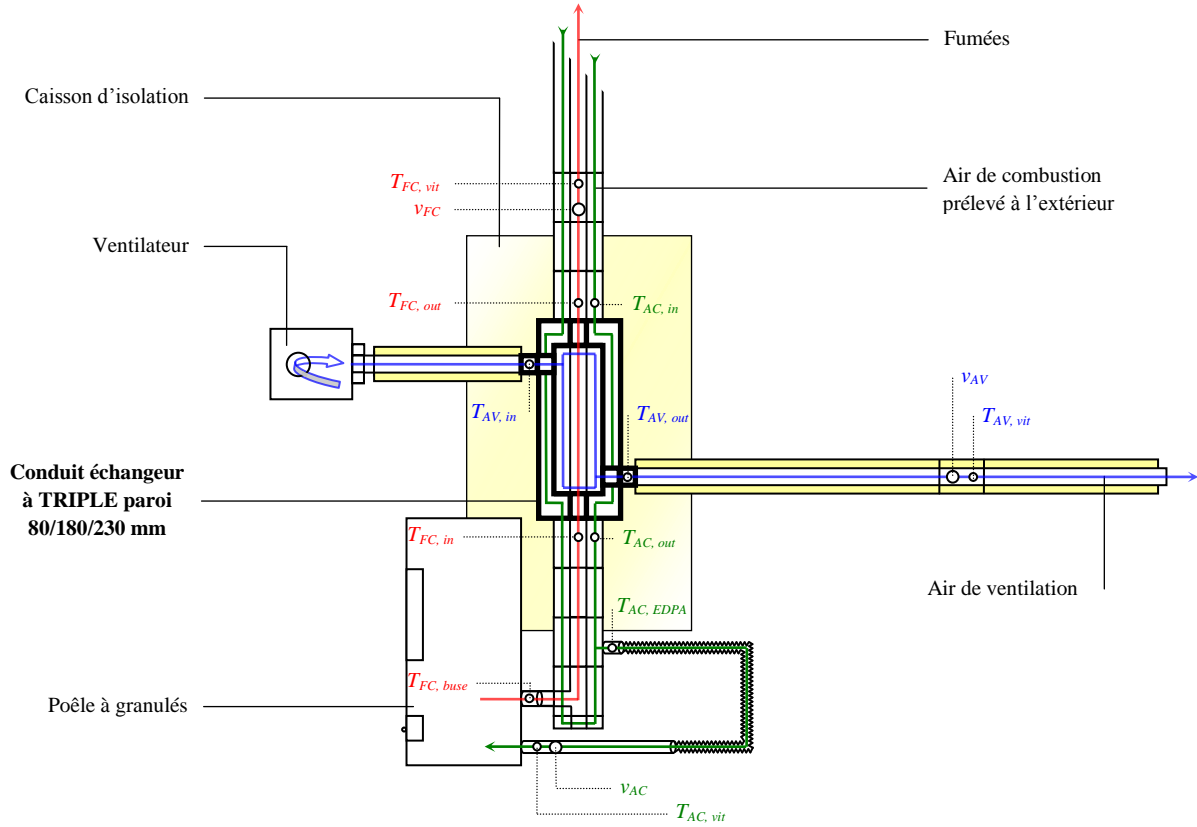 Fumées
Caisson d’isolation
T_FC, vit
v_FC
Air de combustion
prélevé à l’extérieur
Ventilateur
T_FC, out
T_AC, in
T_AV, in
T_AV, out
v_AV
T_AV, vit
Conduit échangeur
à TRIPLE paroi
80/180/230 mm
T_FC, in
T_AC, out
Air de ventilation
T_AC, EDPA
T_FC, buse
Poêle à granulés
v_AC
T_AC, vit